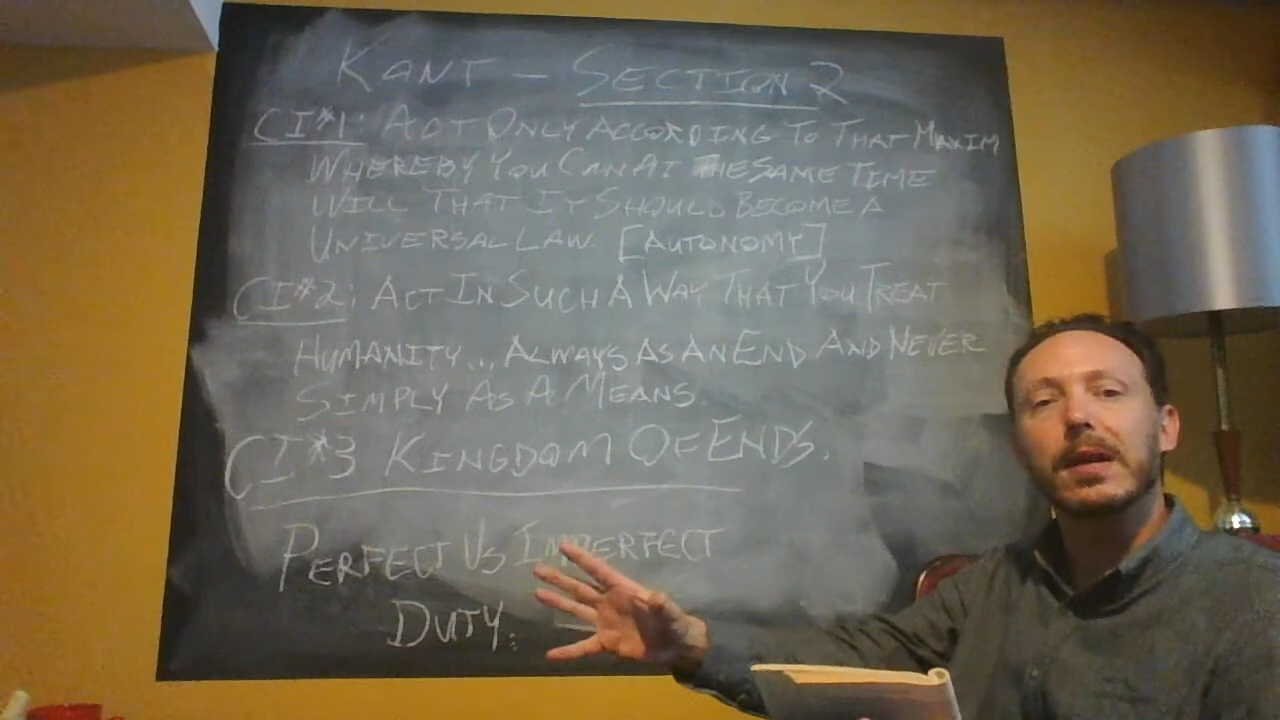 KANT – SECTION 2
CI#1: ACT ONLY ACCORDING TO THAT MAXIM
WHEREBY YOU CAN AT THE SAME TIME
WILL THAT IT SHOULD BECOME A
UNIVERSAL LAW. [AUTONOMY]
CI#2: ACT IN SUCH A WAY THAT YOU TREAT
HUMANITY... ALWAYS AS AN END AND NEVER
SIMPLY AS A MEANS.
CI#3 KINGDOM OF ENDS.
PERFECT VS IMPERFECT
DUTY: